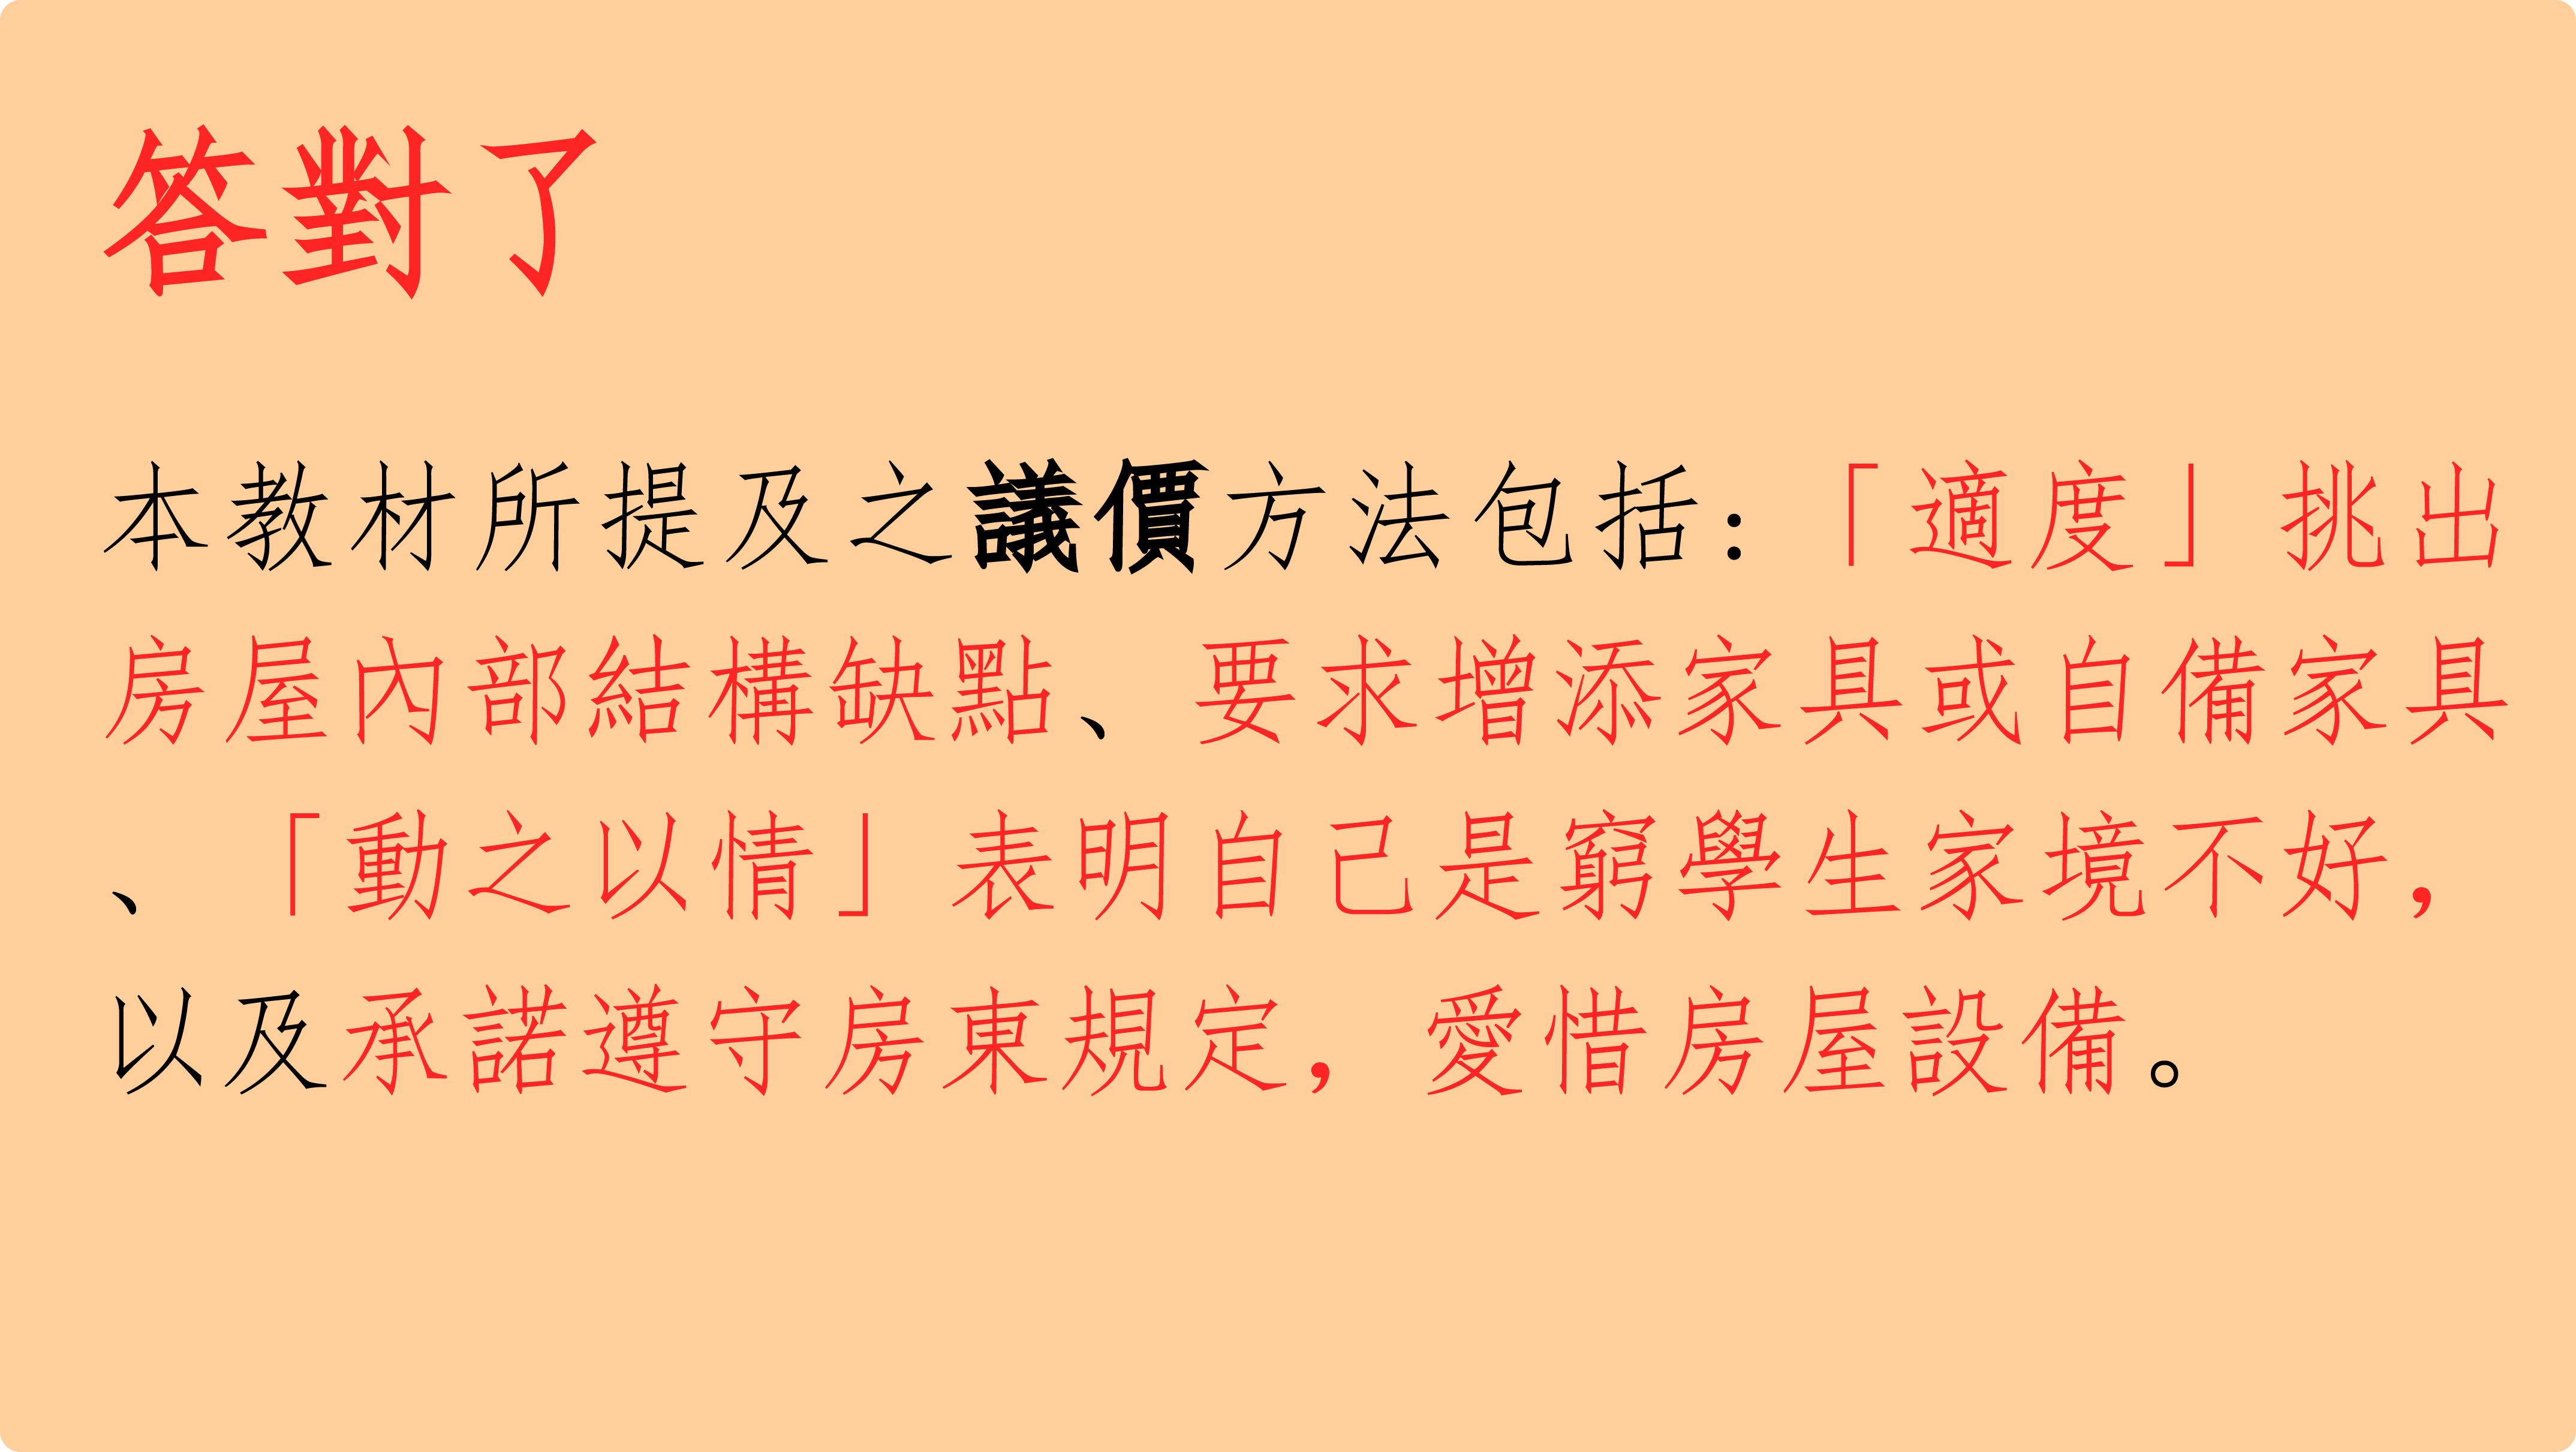 答對了
本教材所提及之議價方法包括:「適度」挑出
房屋內部結構缺點、要求增添家具或自備家具
、「動之以情」表明自己是窮學生家境不好,
以及承諾遵守房東規定,愛惜房屋設備。